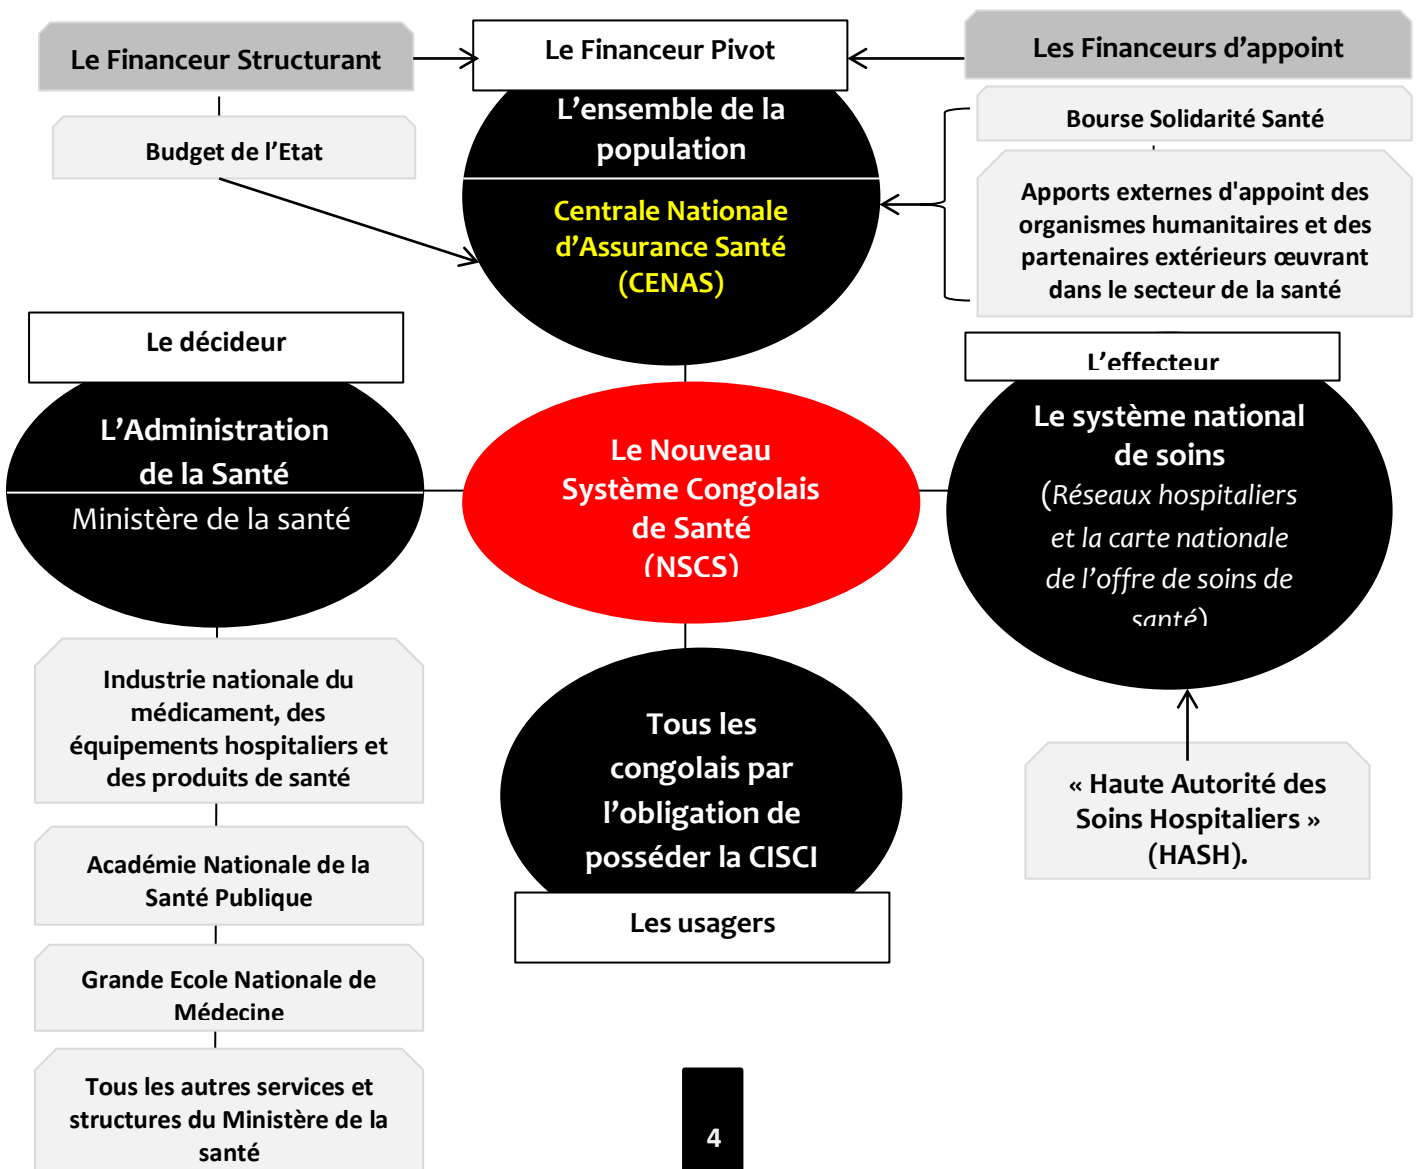 Le Financeur Structurant
Le Financeur Pivot
Les Financeurs d’appoint
Budget de l’Etat
L’ensemble de la
population
Centrale Nationale
d’Assurance Santé
(CENAS)
Bourse Solidarité Santé
Apports externes d'appoint des
organismes humanitaires et des
partenaires extérieurs œuvrant
dans le secteur de la santé
Le décideur
L’Administration
de la Santé
Ministère de la santé
Le Nouveau
Système Congolais
de Santé
(NSCS)
L’effecteur
Le système national
de soins
(Réseaux hospitaliers
et la carte nationale
de l’offre de soins de
santé)
Industrie nationale du
médicament, des
équipements hospitaliers et
des produits de santé
Académie Nationale de la
Santé Publique
Grande Ecole Nationale de
Médecine
Tous les autres services et
structures du Ministère de la
santé
Tous les
congolais par
l’obligation de
posséder la CISCI
Les usagers
« Haute Autorité des
Soins Hospitaliers »
(HASH).
4